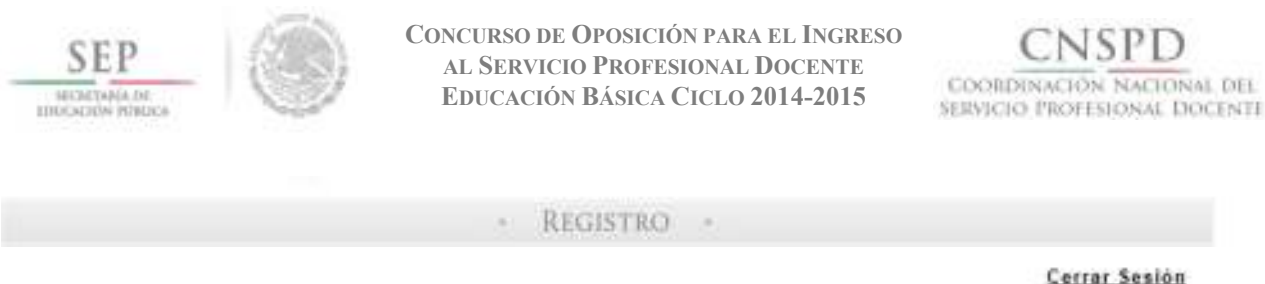 SEP
SECRETARÍA DE
EDUCACIÓN PÚBLICA
CONCURSO DE OPOSICIÓN PARA EL INGRESO
AL SERVICIO PROFESIONAL DOCENTE
EDUCACIÓN BÁSICA CICLO 2014-2015
CNSPD
COORDINACIÓN NACIONAL DEL
SERVICIO PROFESIONAL DOCENTE
· REGISTRO ·
Cerrar Sesión